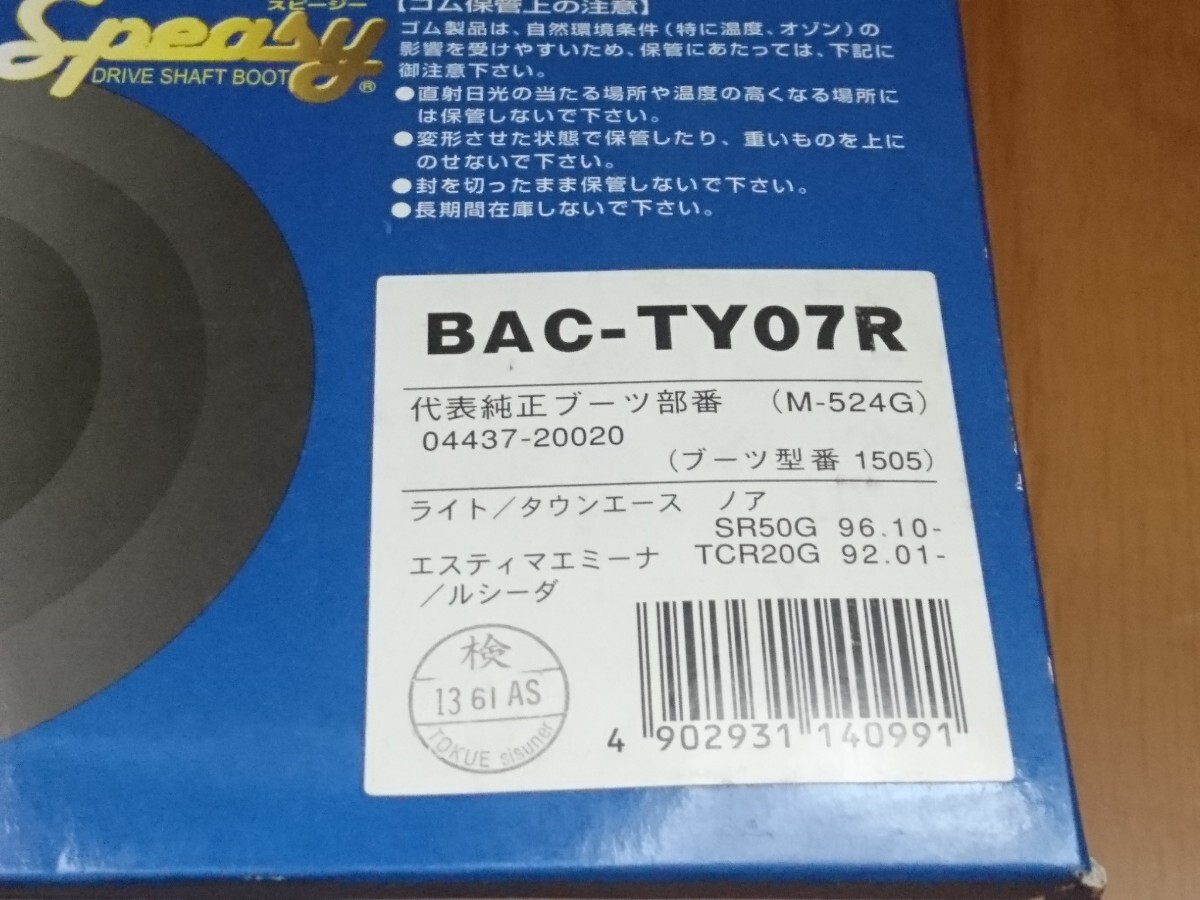 スピージー
Speasy
DRIVE SHAFT BOOT®
【ゴム保管上の注意】
ゴム製品は、自然環境条件(特に温度、オゾン)の
影響を受けやすいため、保管にあたっては、下記に
御注意下さい。
●直射日光の当たる場所や温度の高くなる場所に
は保管しないで下さい。
●変形させた状態で保管したり、重いものを上に
のせないで下さい。
●封を切ったまま保管しないで下さい。
●長期間在庫しないで下さい。
BAC-TY07R
代表純正ブーツ部番 (M-524G)
04437-20020
(ブーツ型番 1505)
ライト/タウンエース ノア
SR50G 96.10-
エスティマエミーナ TCR20G 92.01-
/ルシーダ
検
13 61 AS
TOKUE sisuner
4 902931 140991